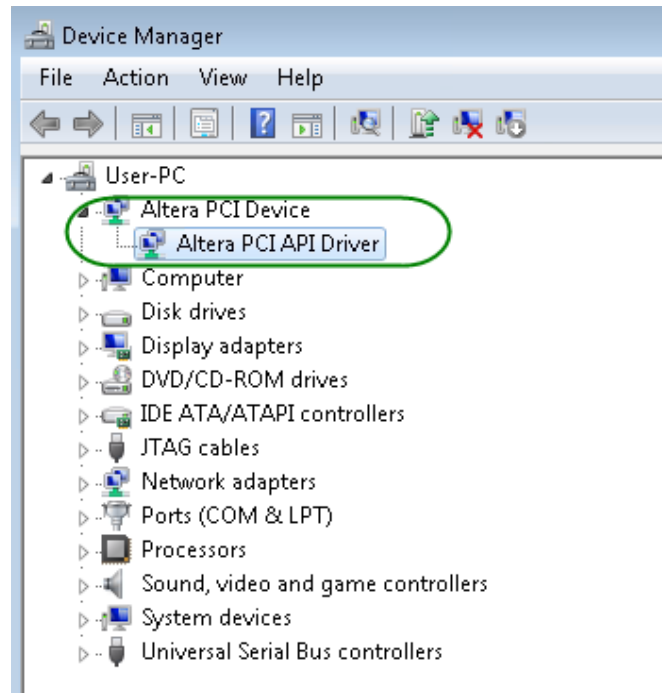 Device Manager
File Action View Help
User-PC
Altera PCI Device
Altera PCI API Driver
Computer
Disk drives
Display adapters
DVD/CD-ROM drives
IDE ATA/ATAPI controllers
JTAG cables
Network adapters
Ports (COM & LPT)
Processors
Sound, video and game controllers
System devices
Universal Serial Bus controllers